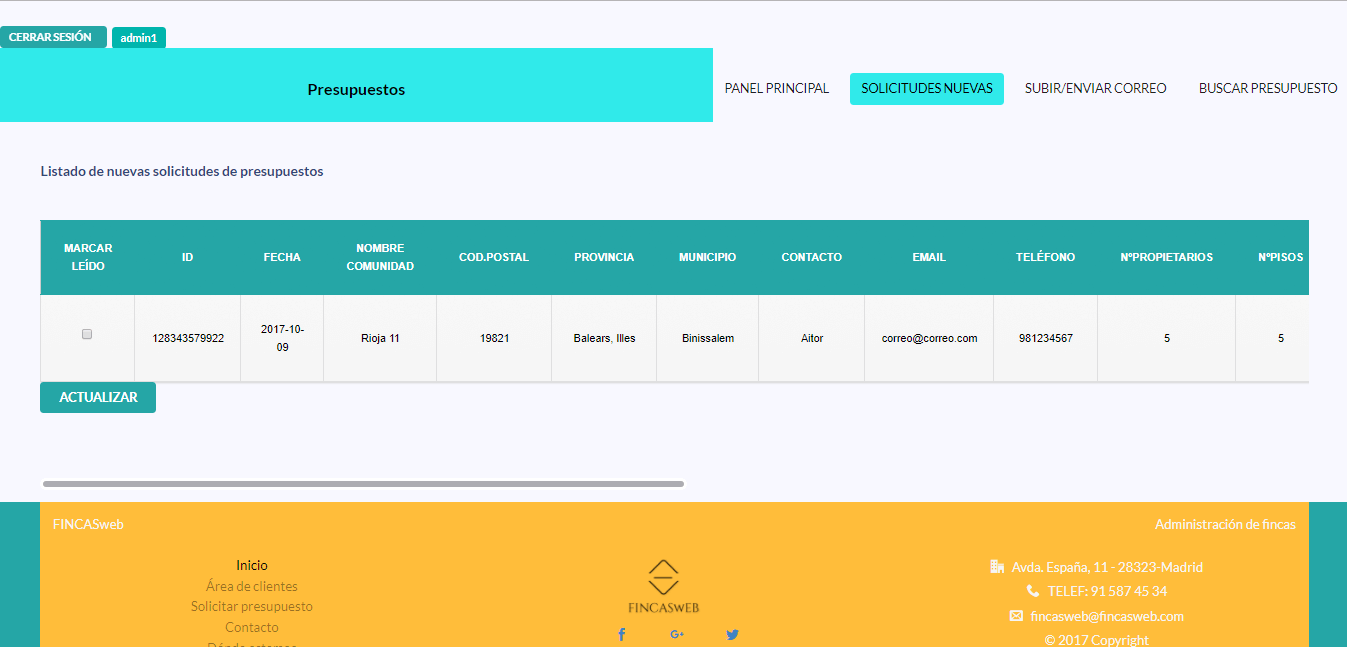 CERRAR SESIÓN admin1
Presupuestos PANEL PRINCIPAL SOLICITUDES NUEVAS SUBIR/ENVIAR CORREO BUSCAR PRESUPUESTO
Listado de nuevas solicitudes de presupuestos
MARCAR LEÍDO ID FECHA NOMBRE COMUNIDAD COD.POSTAL PROVINCIA MUNICIPIO CONTACTO EMAIL TELÉFONO NºPROPIETARIOS NºPISOS
128343579922 2017-10-09 Rioja 11 19821 Balears, Illes Binissalem Aitor correo@correo.com 981234567 5 5
ACTUALIZAR
FINCASweb Administración de fincas
Inicio
Área de clientes
Solicitar presupuesto
Contacto
Dónde estamos
FINCASWEB
Avda. España, 11 - 28323-Madrid
TELEF: 91 587 45 34
fincasweb@fincasweb.com
© 2017 Copyright